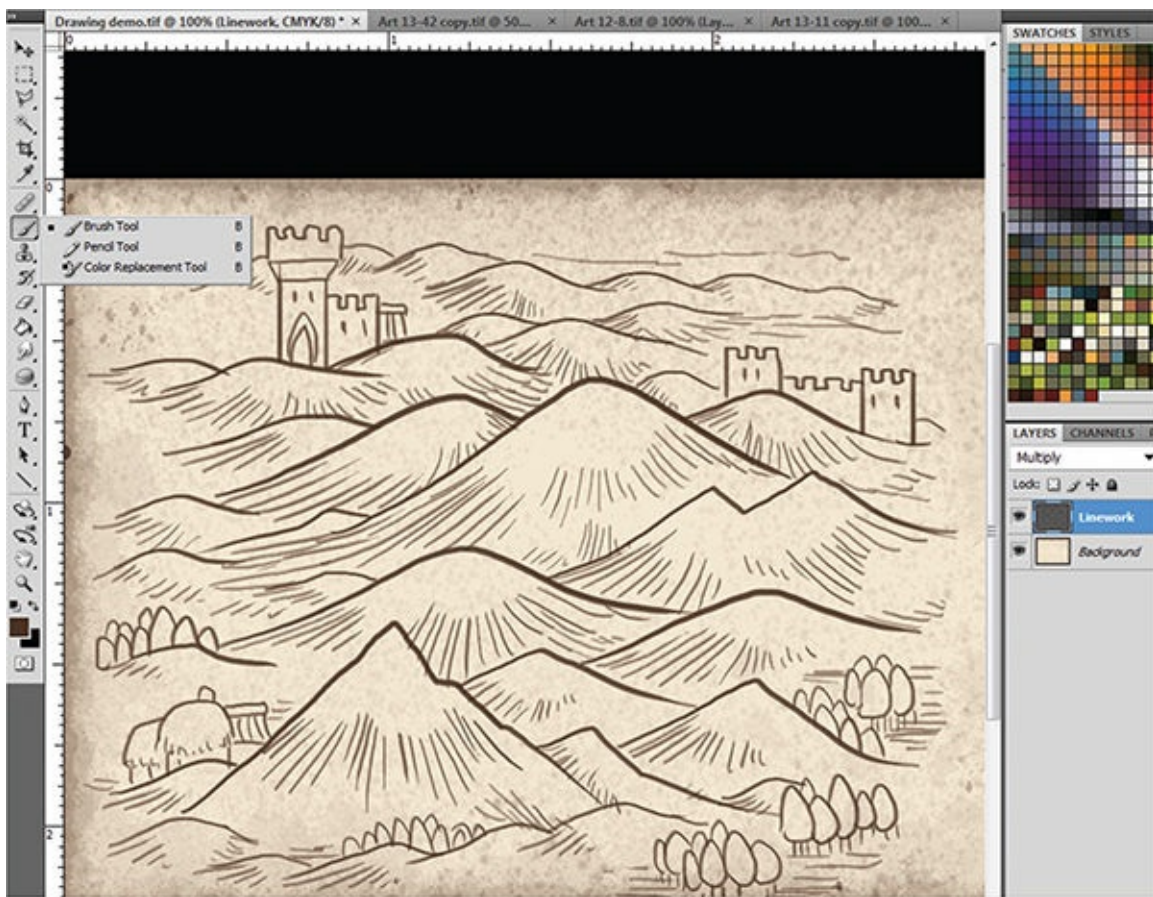 Drawing demo.tif @ 100% (Linework, CMYK/8) * ×
Art 13-42 copy.tif @ 50... ×
Art 12-8.tif @ 100% (Lay... ×
Art 13-11 copy.tif @ 100... ×
0 1 2
SWATCHES STYLES
0
Brush Tool B
Pencil Tool B
Color Replacement Tool B
T
LAYERS CHANNELS
Multiply
Lock:
1
Linework
Background
2